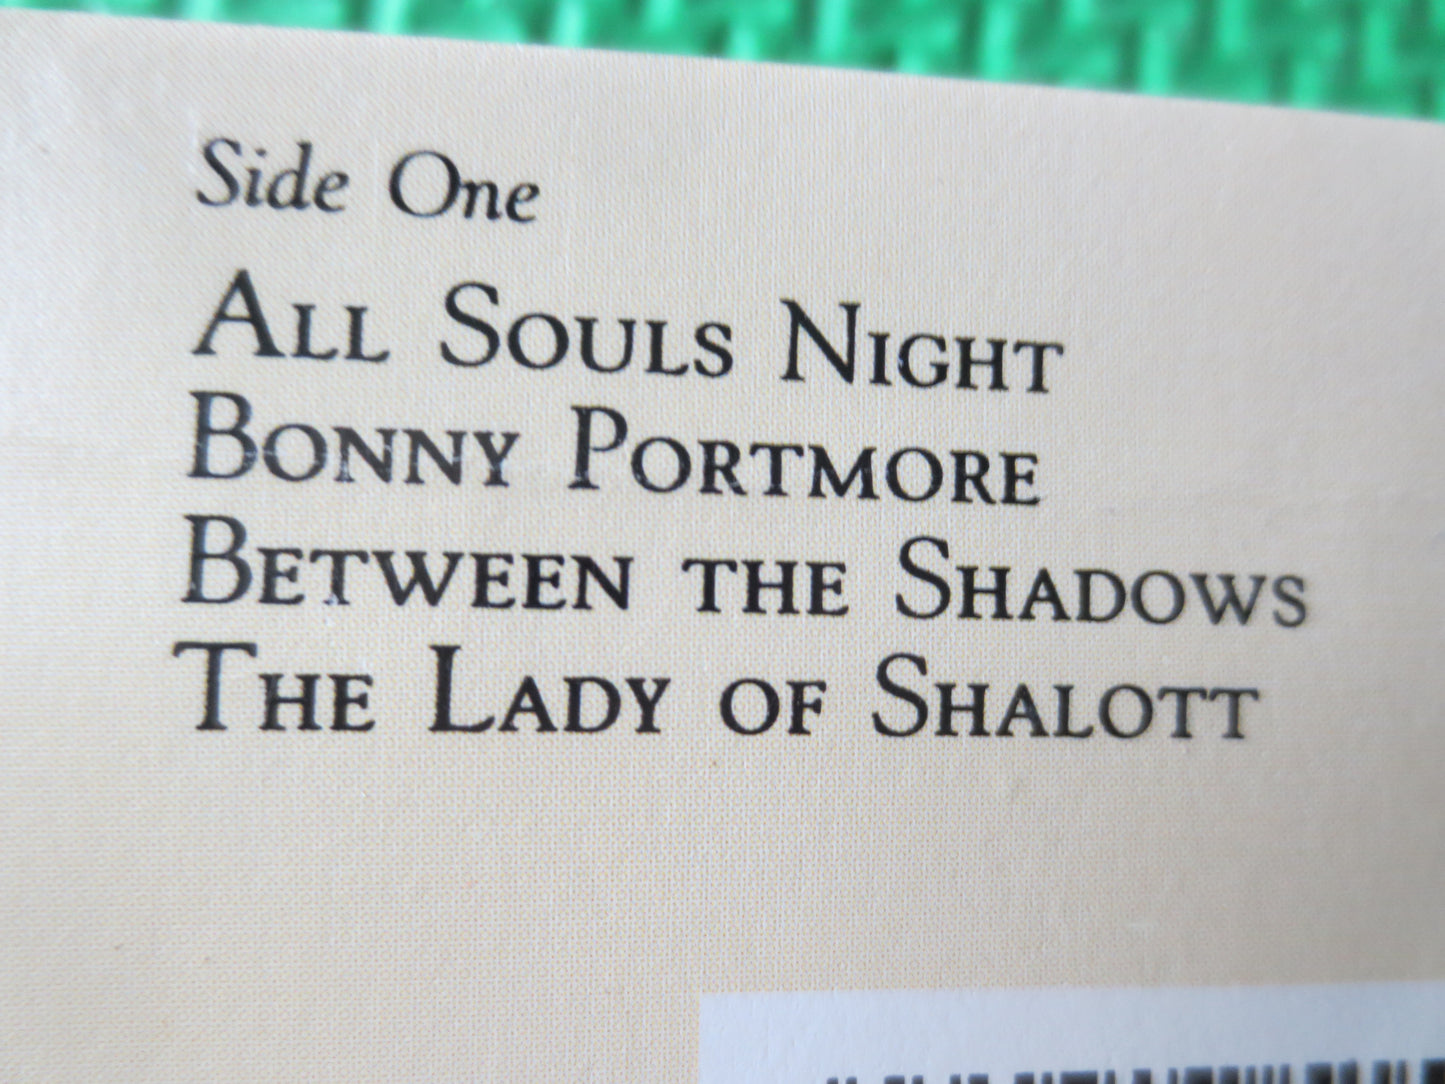 Side One
ALL SOULS NIGHT
BONNY PORTMORE
BETWEEN THE SHADOWS
THE LADY OF SHALOTT